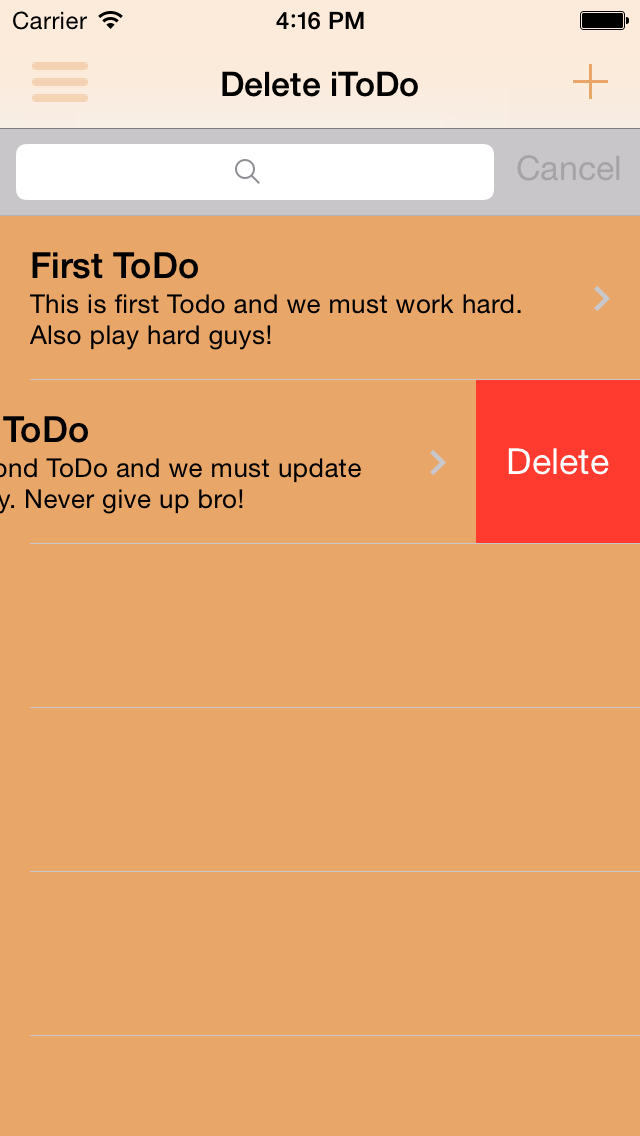 Carrier 4:16 PM
Delete iToDo
Cancel
First ToDo
This is first Todo and we must work hard.
Also play hard guys!
ToDo
ond ToDo and we must update
y. Never give up bro!
Delete